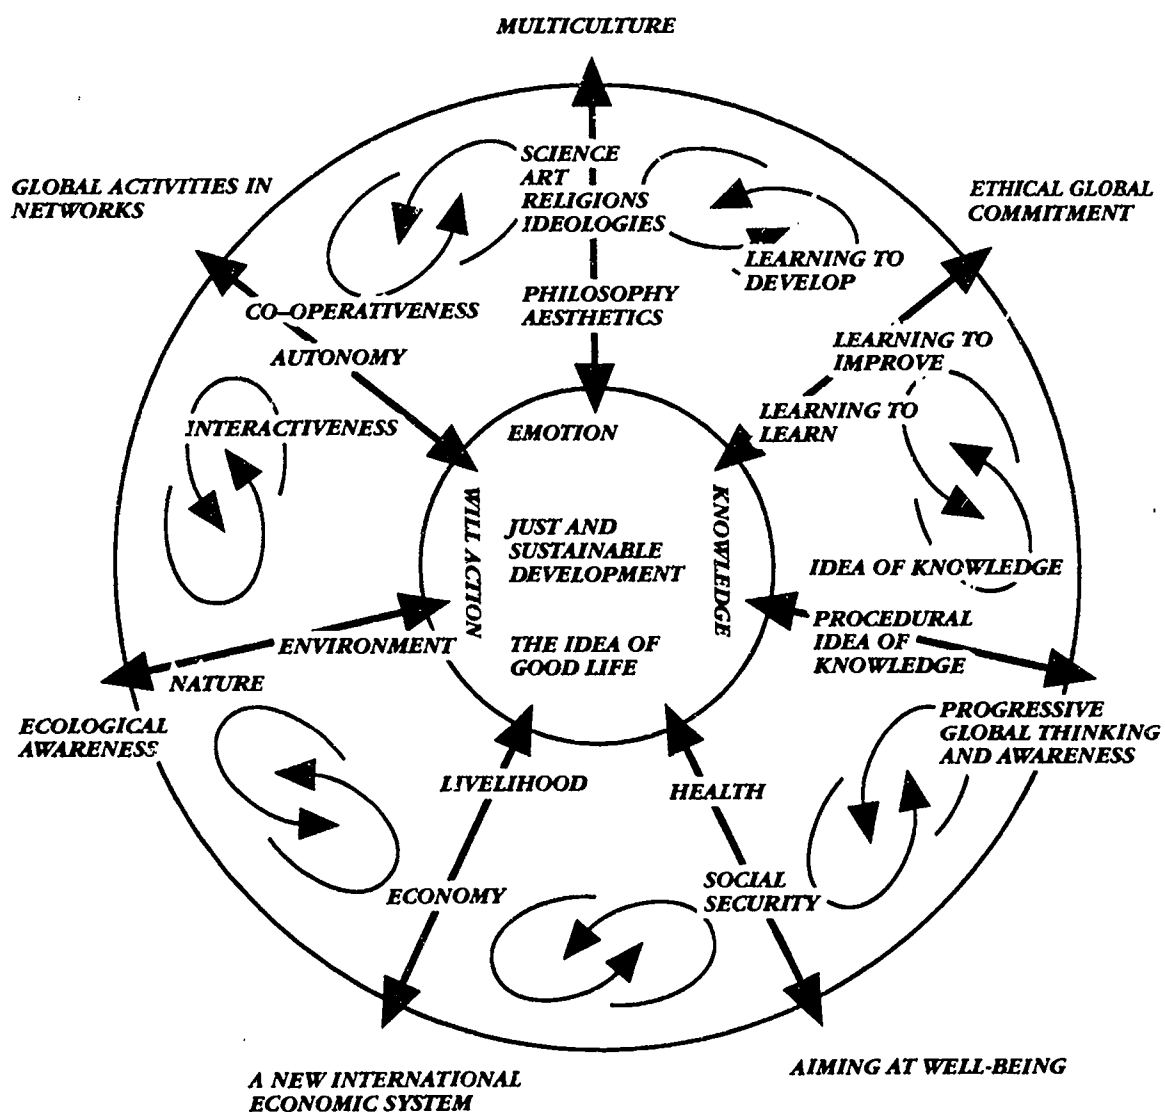 MULTICULTURE
GLOBAL ACTIVITIES IN
NETWORKS
SCIENCE
ART
RELIGIONS
IDEOLOGIES
ETHICAL GLOBAL
COMMITMENT
LEARNING TO
DEVELOP
PHILOSOPHY
AESTHETICS
CO-OPERATIVENESS
AUTONOMY
LEARNING TO
IMPROVE
LEARNING TO
LEARN
INTERACTIVENESS
EMOTION
WILL ACTION
KNOWLEDGE
JUST AND
SUSTAINABLE
DEVELOPMENT
THE IDEA OF
GOOD LIFE
IDEA OF KNOWLEDGE
PROCEDURAL
IDEA OF
KNOWLEDGE
ENVIRONMENT
NATURE
ECOLOGICAL
AWARENESS
PROGRESSIVE
GLOBAL THINKING
AND AWARENESS
LIVELIHOOD
HEALTH
ECONOMY
SOCIAL
SECURITY
A NEW INTERNATIONAL
ECONOMIC SYSTEM
AIMING AT WELL-BEING